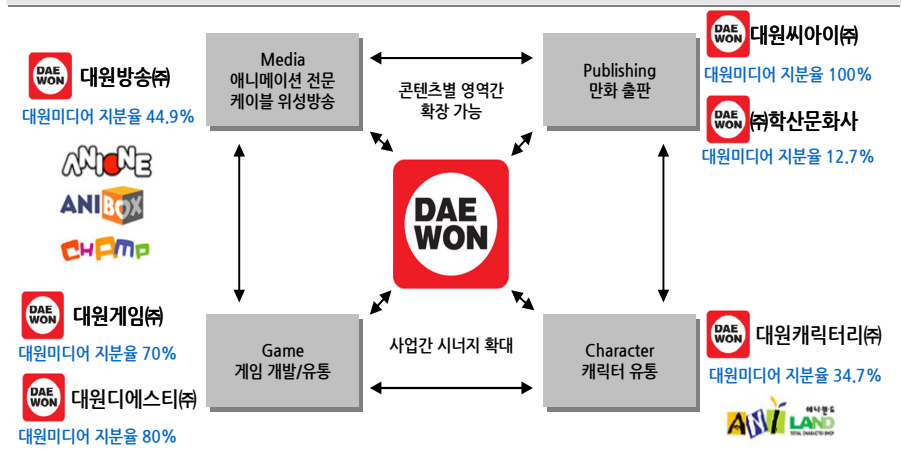 DAE
WON
대원방송㈜
대원미디어 지분율 44.9%
ANIONE
ANIBOX
CHAMP
Media
애니메이션 전문
케이블 위성방송
콘텐츠별 영역간
확장 가능
Publishing
만화 출판
DAE
WON
대원씨아이㈜
대원미디어 지분율 100%
DAE
WON
㈜학산문화사
대원미디어 지분율 12.7%
DAE
WON
DAE
WON
대원게임㈜
대원미디어 지분율 70%
DAE
WON
대원디에스티㈜
대원미디어 지분율 80%
Game
게임 개발/유통
사업간 시너지 확대
Character
캐릭터 유통
DAE
WON
대원캐릭터리㈜
대원미디어 지분율 34.7%
애니랜드
ANI LAND
TOTAL CHARACTER SHOP